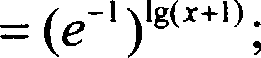 = (e⁻¹)^{lg(x+1)};